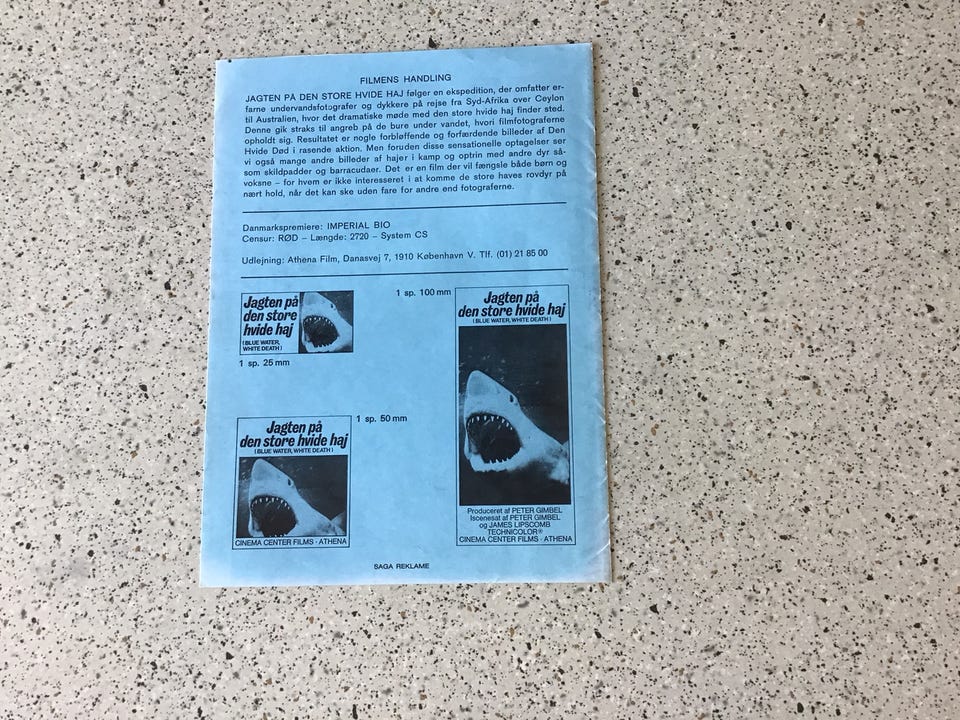 FILMENS HANDLING
JAGTEN PÅ DEN STORE HVIDE HAJ følger en ekspedition, der omfatter er-
farne undervandsfotografer og dykkere på rejse fra Syd-Afrika over Ceylon
til Australien, hvor det dramatiske møde med den store hvide haj finder sted.
Denne gik straks til angreb på de bure under vandet, hvori filmfotograferne
opholdt sig. Resultatet er nogle forbløffende og forfærdende billeder af Den
Hvide Død i rasende aktion. Men foruden disse sensationelle optagelser ser
vi også mange andre billeder af hajer i kamp og optrin med andre dyr så-
som skildpadder og barracudaer. Det er en film der vil fængsle både børn og
voksne – for hvem er ikke interesseret i at komme de store haves rovdyr på
nært hold, når det kan ske uden fare for andre end fotograferne.
Danmarkspremiere: IMPERIAL BIO
Censur: RØD – Længde: 2720 – System CS
Udlejning: Athena Film, Danasvej 7, 1910 København V. Tlf. (01) 21 85 00
Jagten på
den store
hvide haj
(BLUE WATER,
WHITE DEATH)
1 sp. 25 mm
1 sp. 100 mm
Jagten på
den store hvide haj
(BLUE WATER, WHITE DEATH)
Produceret af PETER GIMBEL
Iscenesat af PETER GIMBEL
og JAMES LIPSCOMB
TECHNICOLOR®
CINEMA CENTER FILMS · ATHENA
1 sp. 50 mm
Jagten på
den store hvide haj
(BLUE WATER, WHITE DEATH)
CINEMA CENTER FILMS · ATHENA
SAGA REKLAME